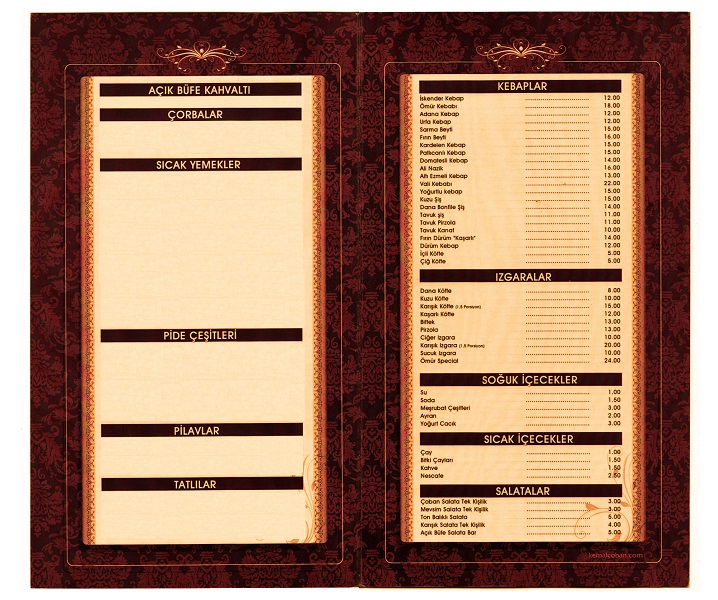 AÇIK BÜFE KAHVALTI
ÇORBALAR
SICAK YEMEKLER
PİDE ÇEŞİTLERİ
PİLAVLAR
TATLILAR
KEBAPLAR
İskender Kebap 12.00
Ömür Kebabı 18.00
Adana Kebap 12.00
Urfa Kebap 12.00
Sarma Beyti 15.00
Fırın Beyti 16.00
Kardelen Kebap 15.00
Patlıcanlı Kebap 15.00
Domatesli Kebap 14.00
Ali Nazik 16.00
Altı Ezmeli Kebap 13.00
Vali Kebabı 22.00
Yoğurtlu kebap 15.00
Kuzu Şiş 15.00
Dana Bonfile Şiş 14.00
Tavuk şiş 11.00
Tavuk Pirzola 11.00
Tavuk Kanat 10.00
Fırın Dürüm "Kaşarlı" 14.00
Dürüm Kebap 12.00
İçli Köfte 5.00
Çiğ Köfte 5.00
IZGARALAR
Dana Köfte 8.00
Kuzu Köfte 10.00
Karışık Köfte (1.5 Porsiyon) 15.00
Kaşarlı Köfte 12.00
Biftek 13.00
Pirzola 13.00
Ciğer Izgara 10.00
Karışık Izgara (1.5 Porsiyon) 20.00
Sucuk Izgara 10.00
Ömür Special 24.00
SOĞUK İÇECEKLER
Su 1.00
Soda 1.50
Meşrubat Çeşitleri 3.00
Ayran 2.00
Yoğurt Cacık 3.00
SICAK İÇECEKLER
Çay 1.00
Bitki Çayları 1.50
Kahve 1.50
Nescafe 2.50
SALATALAR
Çoban Salata Tek Kişilik 3.00
Mevsim Salata Tek Kişilik 3.00
Ton Balıklı Salata 5.00
Karışık Salata Tek Kişilik 4.00
Açık Büfe Salata Bar 5.00